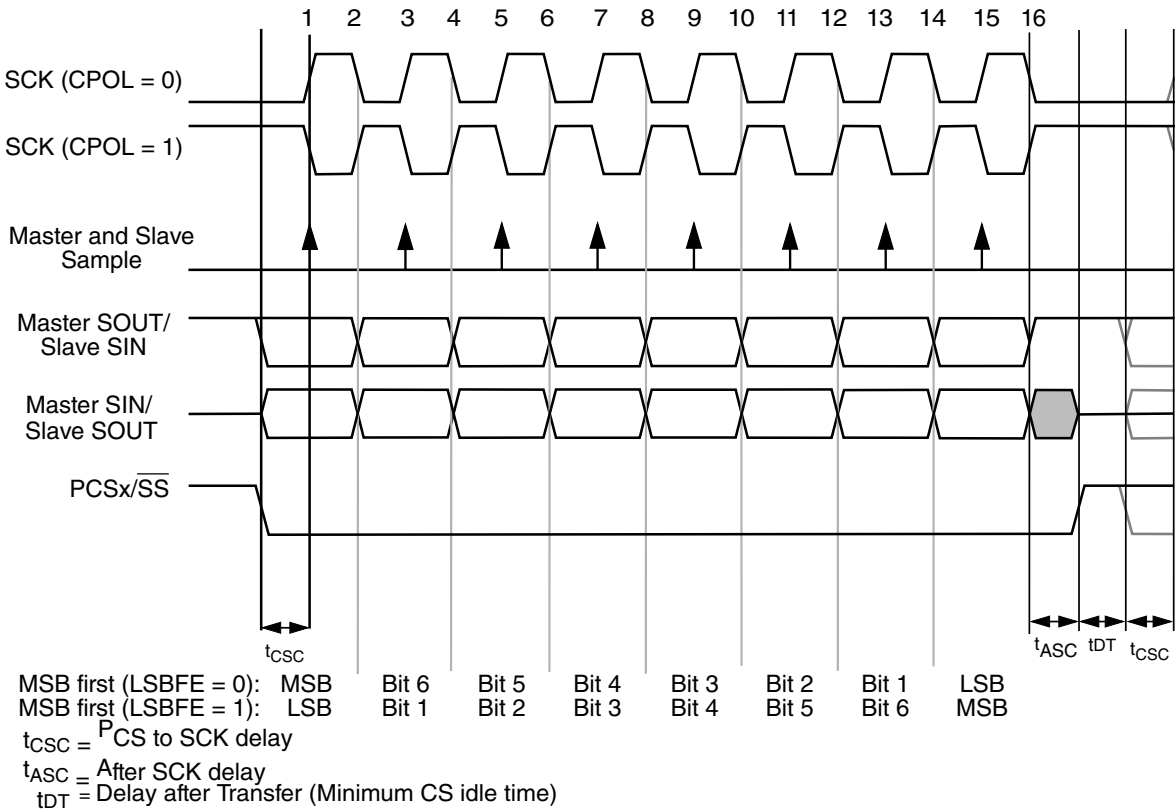 1 2 3 4 5 6 7 8 9 10 11 12 13 14 15 16
SCK (CPOL = 0)
SCK (CPOL = 1)
Master and Slave
Sample
Master SOUT/
Slave SIN
Master SIN/
Slave SOUT
PCSx/S̅S̅
tCSC tASC tDT tCSC
MSB first (LSBFE = 0): MSB Bit 6 Bit 5 Bit 4 Bit 3 Bit 2 Bit 1 LSB
MSB first (LSBFE = 1): LSB Bit 1 Bit 2 Bit 3 Bit 4 Bit 5 Bit 6 MSB
tCSC = PCS to SCK delay
tASC = After SCK delay
tDT = Delay after Transfer (Minimum CS idle time)